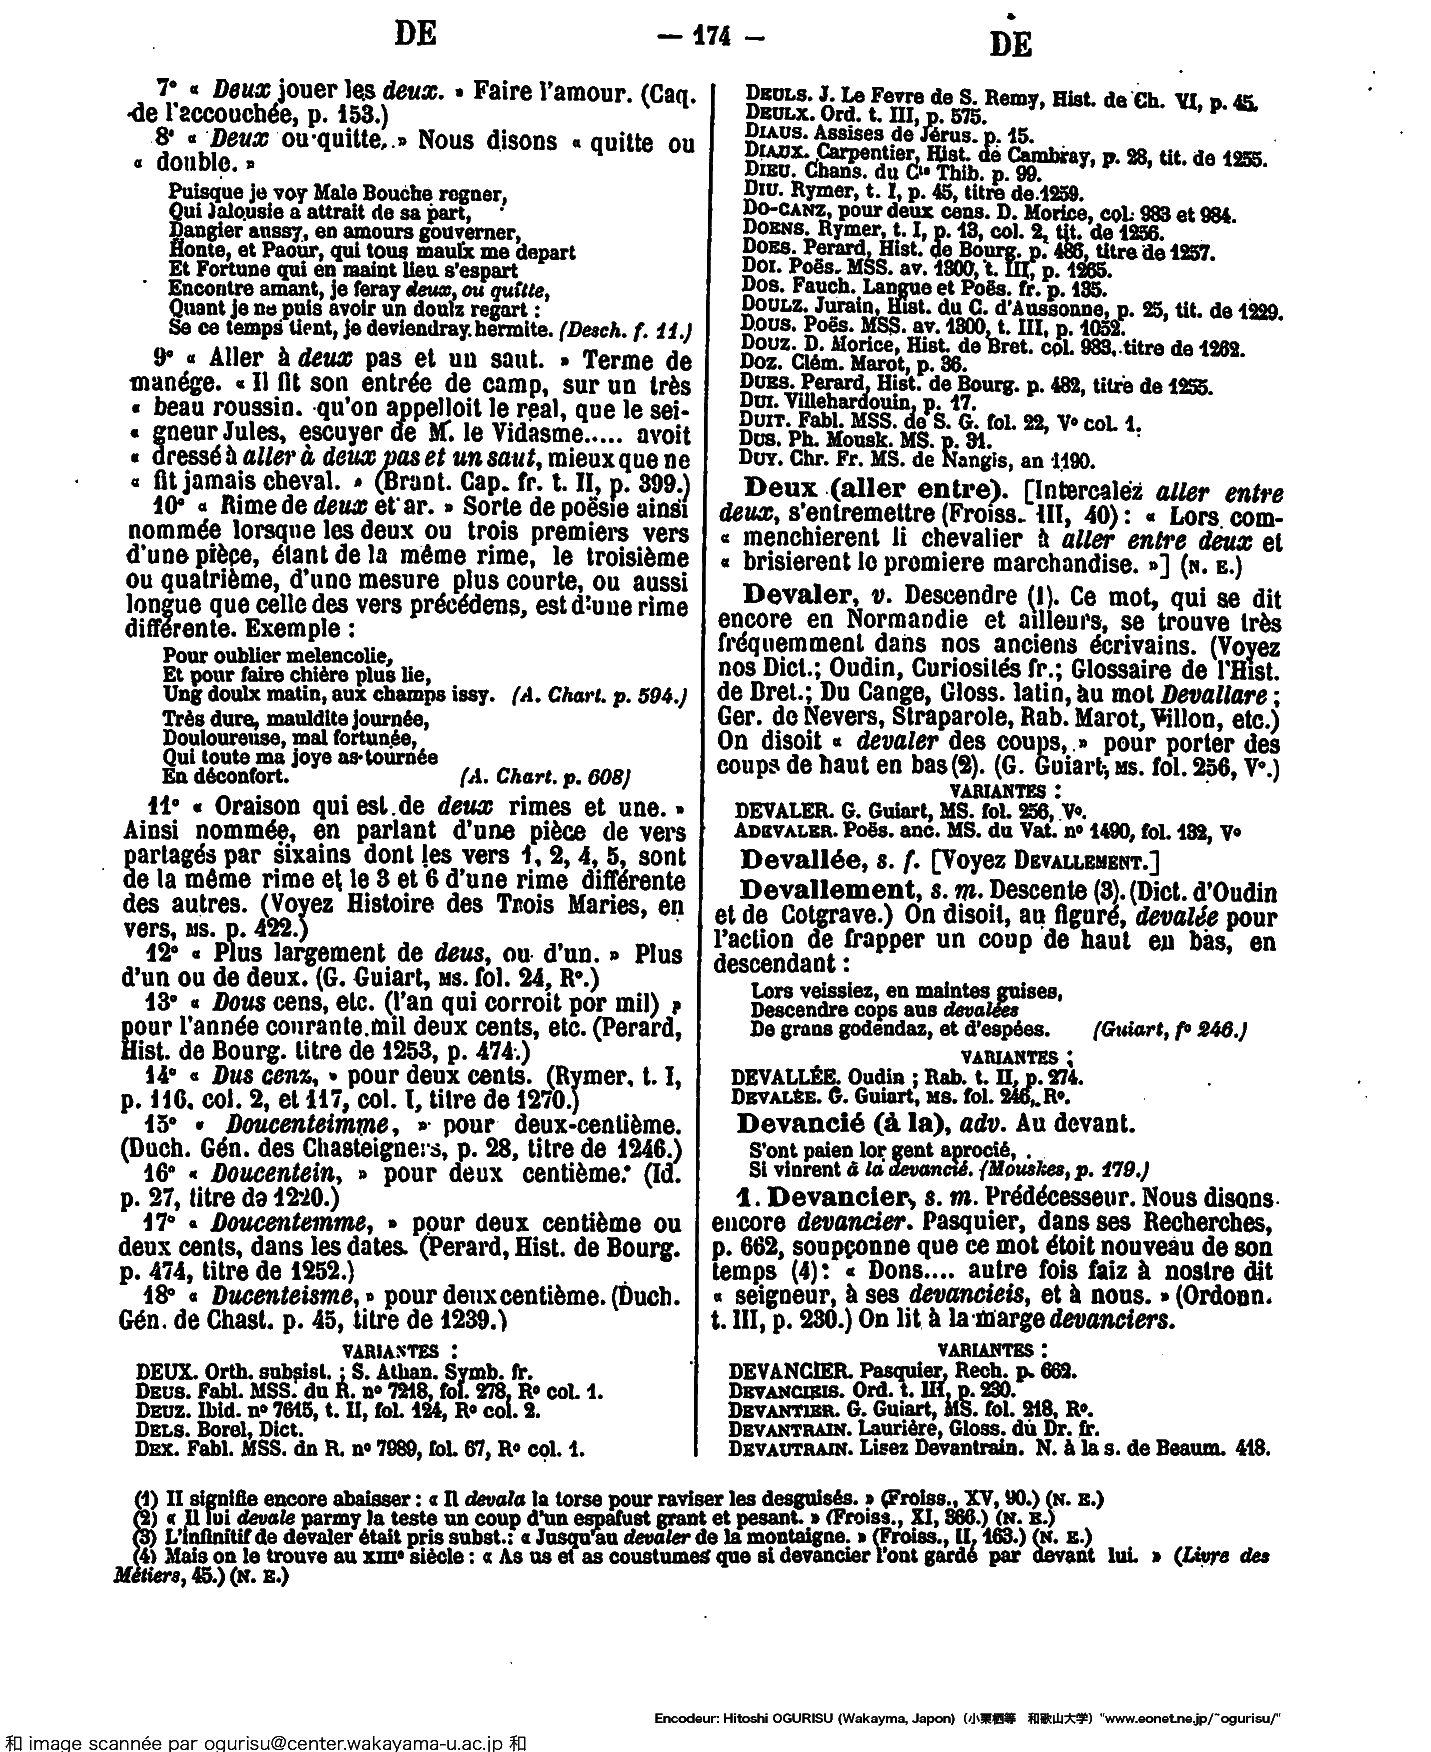 DE
— 174 —
DE
7° « Deux jouer les deux. » Faire l'amour. (Caq.
de l'accouchée, p. 153.)
8° « Deux ou quitte. » Nous disons « quitte ou
« double. »
Puisque je voy Male Bouche regner,
Qui Jalousie a attrait de sa part,
Dangier aussy, en amours gouverner,
Honte, et Paour, qui tous maulx me depart
Et Fortune qui en maint lieu s'espart
Encontre amant, je feray deux, ou quitte,
Quant je ne puis avoir un doulz regart :
Se ce temps tient, je deviendray hermite. (Desch. f. 11.)
9° « Aller à deux pas et un saut. » Terme de
manége. « Il fit son entrée de camp, sur un très
« beau roussin. qu'on appelloit le real, que le sei-
« gneur Jules, escuyer de M. le Vidasme..... avoit
« dressé à aller à deux pas et un saut, mieux que ne
« fit jamais cheval. » (Brant. Cap. fr. t. II, p. 399.)
10° « Rime de deux et ar. » Sorte de poësie ainsi
nommée lorsque les deux ou trois premiers vers
d'une pièce, étant de la même rime, le troisième
ou quatrième, d'une mesure plus courte, ou aussi
longue que celle des vers précédens, est d'une rime
différente. Exemple :
Pour oublier melencolie,
Et pour faire chière plus lie,
Ung doulx matin, aux champs issy. (A. Chart. p. 594.)
Très dure, mauldite journée,
Douloureuse, mal fortunée,
Qui toute ma joye as tournée
En déconfort. (A. Chart. p. 608)
11° « Oraison qui est de deux rimes et une. »
Ainsi nommée, en parlant d'une pièce de vers
partagés par sixains dont les vers 1, 2, 4, 5, sont
de la même rime et le 3 et 6 d'une rime différente
des autres. (Voyez Histoire des Trois Maries, en
vers, MS. p. 422.)
12° « Plus largement de deus, ou d'un. » Plus
d'un ou de deux. (G. Guiart, MS. fol. 24, R°.)
13° « Dous cens, etc. (l'an qui corroit por mil) »
pour l'année courante mil deux cents, etc. (Perard,
Hist. de Bourg. titre de 1253, p. 474.)
14° « Dus cenz, » pour deux cents. (Rymer, t. I,
p. 116, col. 2, et 117, col. I, titre de 1270.)
15° « Doucenteimme, » pour deux-centième.
(Duch. Gén. des Chasteigners, p. 28, titre de 1246.)
16° « Doucentein, » pour deux centième. (Id.
p. 27, titre de 1220.)
17° « Doucentemme, » pour deux centième ou
deux cents, dans les dates. (Perard, Hist. de Bourg.
p. 474, titre de 1252.)
18° « Ducenteisme, » pour deux centième. (Duch.
Gén. de Chast. p. 45, titre de 1239.)
VARIANTES :
DEUX. Orth. subsist. ; S. Athan. Symb. fr.
DEUS. Fabl. MSS. du R. n° 7218, fol. 278, R° col. 1.
DEUZ. Ibid. n° 7615, t. II, fol. 124, R° col. 2.
DELS. Borel, Dict.
DEX. Fabl. MSS. dn R. n° 7989, fol. 67, R° col. 1.
DEULS. J. Le Fevre de S. Remy, Hist. de Ch. VI, p. 45.
DEULX. Ord. t. III, p. 575.
DIAUS. Assises de Jérus. p. 15.
DIAUX. Carpentier, Hist. de Cambray, p. 28, tit. de 1255.
DIEU. Chans. du Cte Thib. p. 99.
DIU. Rymer, t. I, p. 45, titre de 1259.
DO-CANZ, pour deux cens. D. Morice, col. 983 et 984.
DOENS. Rymer, t. I, p. 13, col. 2, tit. de 1256.
DOES. Perard, Hist. de Bourg. p. 486, titre de 1257.
DOI. Poës. MSS. av. 1300, t. III, p. 1265.
DOS. Fauch. Langue et Poës. fr. p. 135.
DOULZ. Jurain, Hist. du C. d'Aussonne, p. 25, tit. de 1229.
DOUS. Poës. MSS. av. 1300, t. III, p. 1052.
DOUZ. D. Morice, Hist. de Bret. col. 983, titre de 1262.
DOZ. Clém. Marot, p. 36.
DUES. Perard, Hist. de Bourg. p. 482, titre de 1255.
DUI. Villehardouin, p. 17.
DUIT. Fabl. MSS. de S. G. fol. 22, V° col. 1.
DUS. Ph. Mousk. MS. p. 31.
DUY. Chr. Fr. MS. de Nangis, an 1190.
Deux (aller entre). [Intercalez aller entre
deux, s'entremettre (Froiss. III, 40) : « Lors com-
« menchierent li chevalier à aller entre deux et
« brisierent le premiere marchandise. »] (N. E.)
Devaler, v. Descendre (1). Ce mot, qui se dit
encore en Normandie et ailleurs, se trouve très
fréquemment dans nos anciens écrivains. (Voyez
nos Dict.; Oudin, Curiosités fr.; Glossaire de l'Hist.
de Bret.; Du Cange, Gloss. latin, au mot Devallare ;
Ger. de Nevers, Straparole, Rab. Marot, Villon, etc.)
On disoit « devaler des coups, » pour porter des
coups de haut en bas (2). (G. Guiart, MS. fol. 256, V°.)
VARIANTES :
DEVALER. G. Guiart, MS. fol. 256, V°.
ADEVALER. Poës. anc. MS. du Vat. n° 1490, fol. 132, V°
Devallée, s. f. [Voyez DEVALLEMENT.]
Devallement, s. m. Descente (3). (Dict. d'Oudin
et de Cotgrave.) On disoit, au figuré, devalée pour
l'action de frapper un coup de haut en bas, en
descendant :
Lors veissiez, en maintes guises,
Descendre cops aus devalées
De grans godendaz, et d'espées. (Guiart, f° 246.)
VARIANTES :
DEVALLÉE. Oudin ; Rab. t. II, p. 274.
DEVALÉE. G. Guiart, MS. fol. 246, R°.
Devancié (à la), adv. Au devant.
S'ont paien lor gent aprocié,
Si vinrent à la devancié. (Mouskes, p. 179.)
1. Devancier, s. m. Prédécesseur. Nous disons
encore devancier. Pasquier, dans ses Recherches,
p. 662, soupçonne que ce mot étoit nouveau de son
temps (4) : « Dons.... autre fois faiz à nostre dit
« seigneur, à ses devancieis, et à nous. » (Ordonn.
t. III, p. 230.) On lit à la marge devanciers.
VARIANTES :
DEVANCIER. Pasquier, Rech. p. 662.
DEVANCIEIS. Ord. t. III, p. 230.
DEVANTIER. G. Guiart, MS. fol. 218, R°.
DEVANTRAIN. Laurière, Gloss. du Dr. fr.
DEVAUTRAIN. Lisez Devantrain. N. à la s. de Beaum. 418.
(1) Il signifie encore abaisser : « Il devala la torse pour raviser les desguisés. » (Froiss., XV, 90.) (N. E.)
(2) « Il lui devale parmy la teste un coup d'un espafust grant et pesant. » (Froiss., XI, 366.) (N. E.)
(3) L'infinitif de devaler était pris subst.: « Jusqu'au devaler de la montaigne. » (Froiss., II, 163.) (N. E.)
(4) Mais on le trouve au XIIIe siècle : « As us et as coustumes que si devancier l'ont gardé par devant lui. » (Livre des
Métiers, 45.) (N. E.)
Encodeur: Hitoshi OGURISU (Wakayma, Japon) (小栗栖等 和歌山大学) "www.eonet.ne.jp/~ogurisu/"
和 image scannée par ogurisu@center.wakayama-u.ac.jp 和